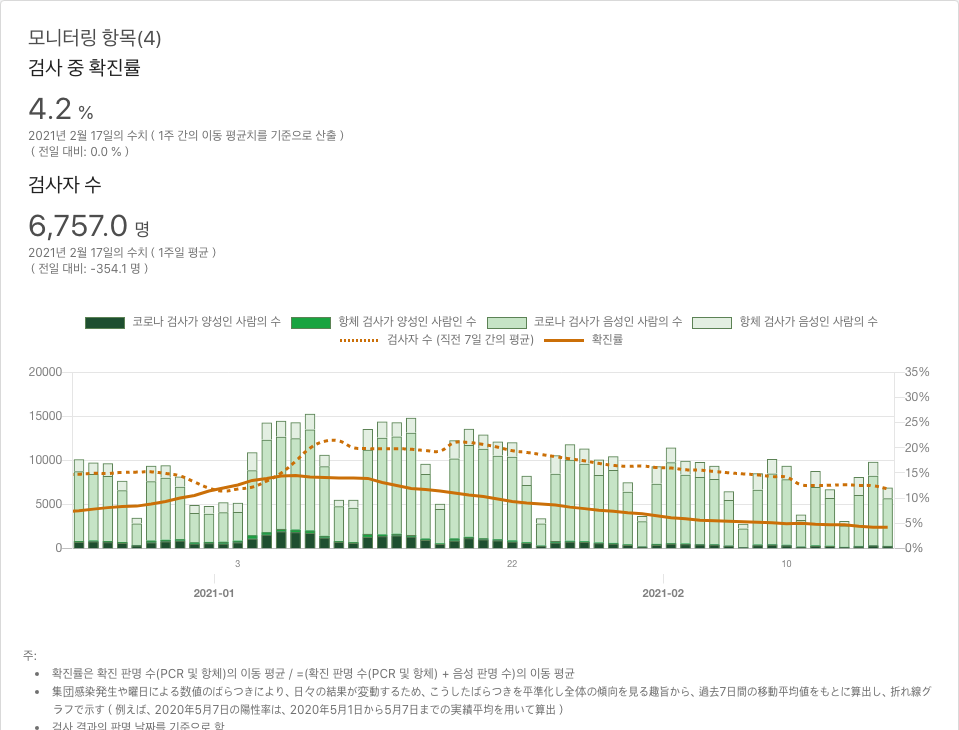 모니터링 항목(4)
검사 중 확진률
4.2 %
2021년 2월 17일의 수치 ( 1주 간의 이동 평균치를 기준으로 산출 )
( 전일 대비: 0.0 % )
검사자 수
6,757.0 명
2021년 2월 17일의 수치 ( 1주일 평균 )
( 전일 대비: -354.1 명 )
코로나 검사가 양성인 사람의 수 항체 검사가 양성인 사람인 수 코로나 검사가 음성인 사람의 수 항체 검사가 음성인 사람의 수
검사자 수 (직전 7일 간의 평균) 확진률
20000 35%
30%
15000 25%
20%
10000 15%
5000 10%
5%
0 0%
3 22 10
2021-01 2021-02
주:
• 확진률은 확진 판명 수(PCR 및 항체)의 이동 평균 / =(확진 판명 수(PCR 및 항체) + 음성 판명 수)의 이동 평균
• 集団感染発生や曜日による数値のばらつきにより、日々の結果が変動するため、こうしたばらつきを平準化し全体の傾向を見る趣旨から、過去7日間の移動平均値をもとに算出し、折れ線グ
ラフで示す ( 例えば、2020年5月7日の陽性率は、2020年5月1日から5月7日までの実績平均を用いて算出 )
• 검사 결과의 판명 날짜를 기준으로 함